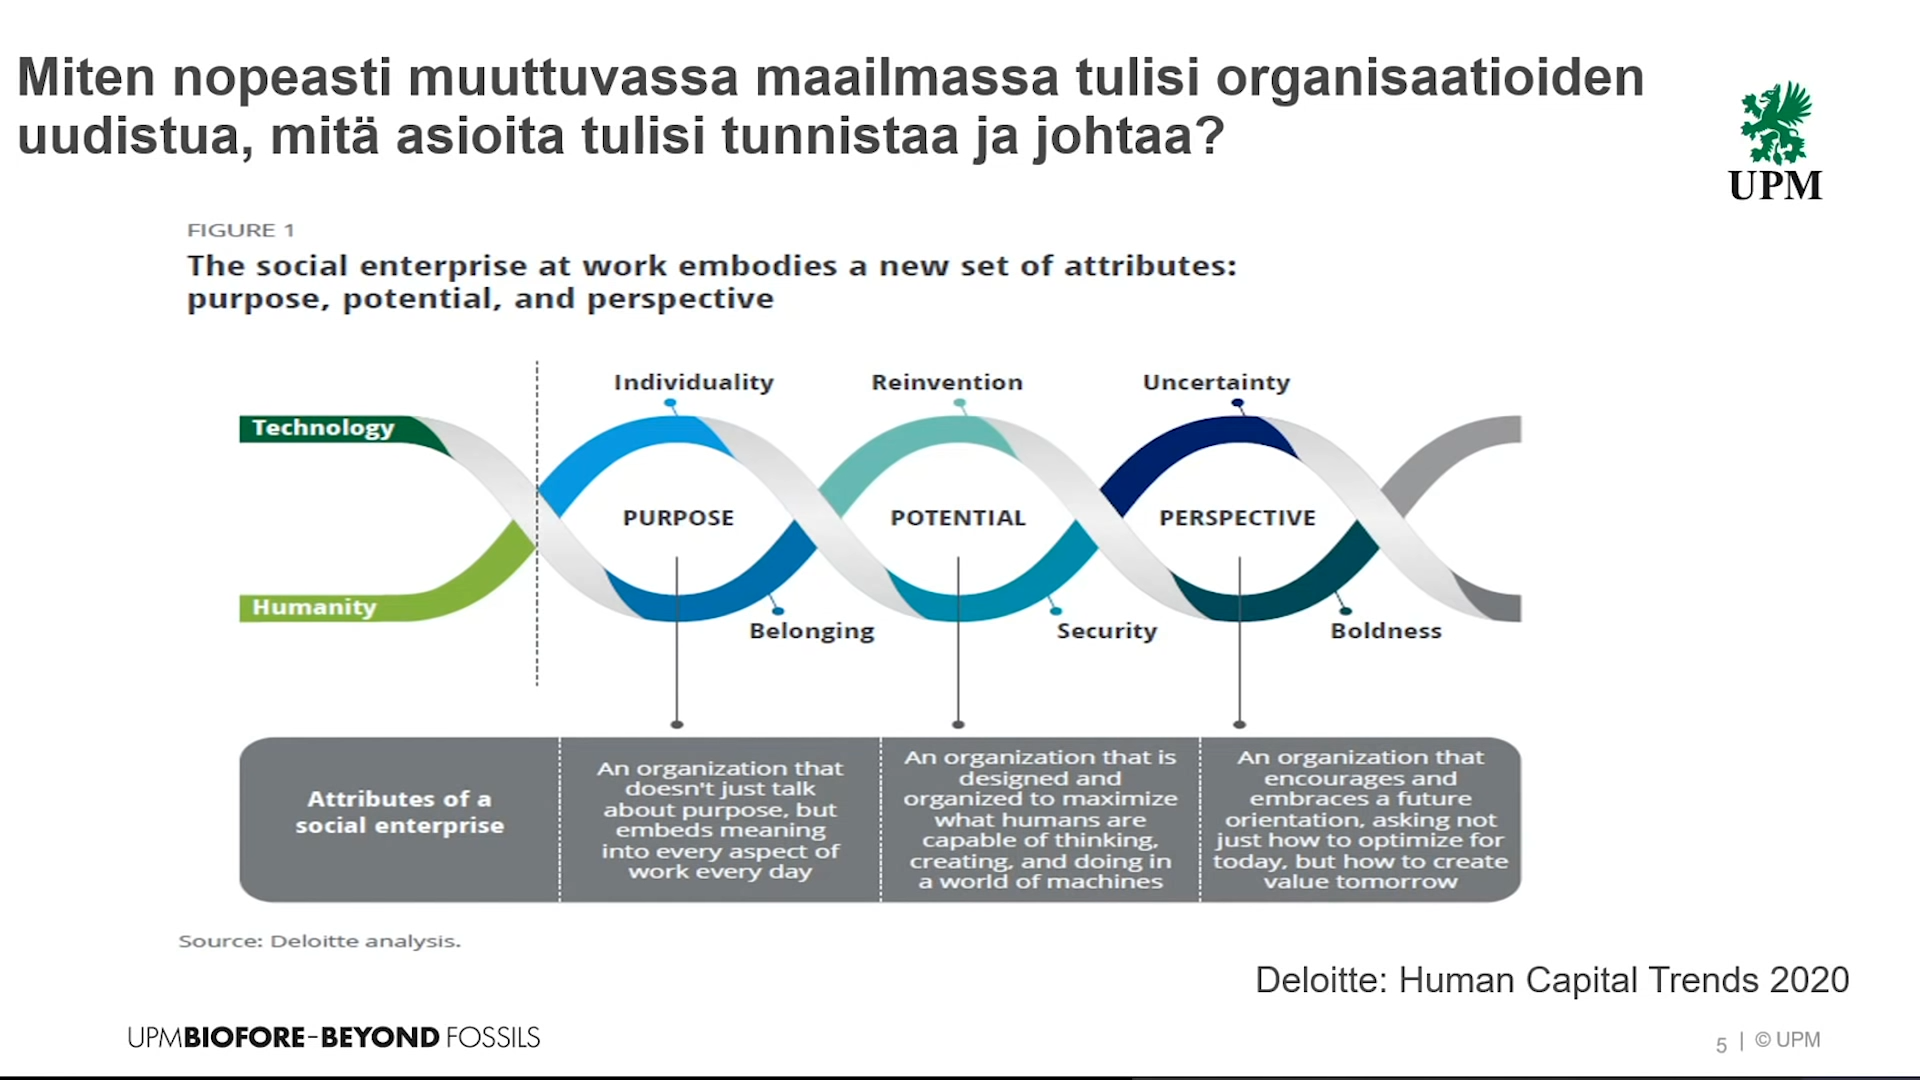 Miten nopeasti muuttuvassa maailmassa tulisi organisaatioiden
uudistua, mitä asioita tulisi tunnistaa ja johtaa?
UPM
FIGURE 1
The social enterprise at work embodies a new set of attributes:
purpose, potential, and perspective
Individuality
Reinvention
Uncertainty
Technology
PURPOSE
POTENTIAL
PERSPECTIVE
Humanity
Belonging
Security
Boldness
Attributes of a
social enterprise
An organization that
doesn't just talk
about purpose, but
embeds meaning
into every aspect of
work every day
An organization that is
designed and
organized to maximize
what humans are
capable of thinking,
creating, and doing in
a world of machines
An organization that
encourages and
embraces a future
orientation, asking not
just how to optimize for
today, but how to create
value tomorrow
Source: Deloitte analysis.
Deloitte: Human Capital Trends 2020
UPMBIOFORE–BEYOND FOSSILS
5 | © UPM